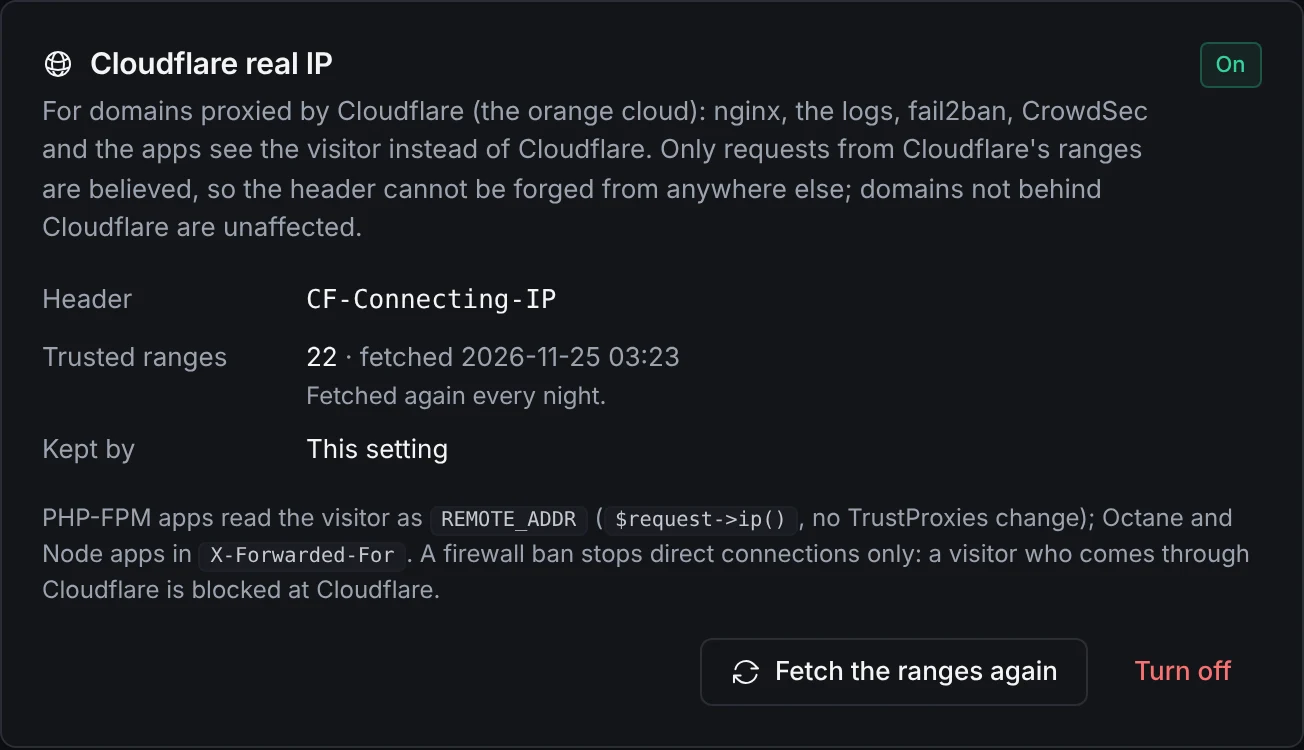 Cloudflare real IP
On
For domains proxied by Cloudflare (the orange cloud): nginx, the logs, fail2ban, CrowdSec
and the apps see the visitor instead of Cloudflare. Only requests from Cloudflare's ranges
are believed, so the header cannot be forged from anywhere else; domains not behind
Cloudflare are unaffected.
Header CF-Connecting-IP
Trusted ranges 22 · fetched 2026-11-25 03:23
Fetched again every night.
Kept by This setting
PHP-FPM apps read the visitor as REMOTE_ADDR ( $request->ip() , no TrustProxies change); Octane and
Node apps in X-Forwarded-For . A firewall ban stops direct connections only: a visitor who comes through
Cloudflare is blocked at Cloudflare.
Fetch the ranges again
Turn off